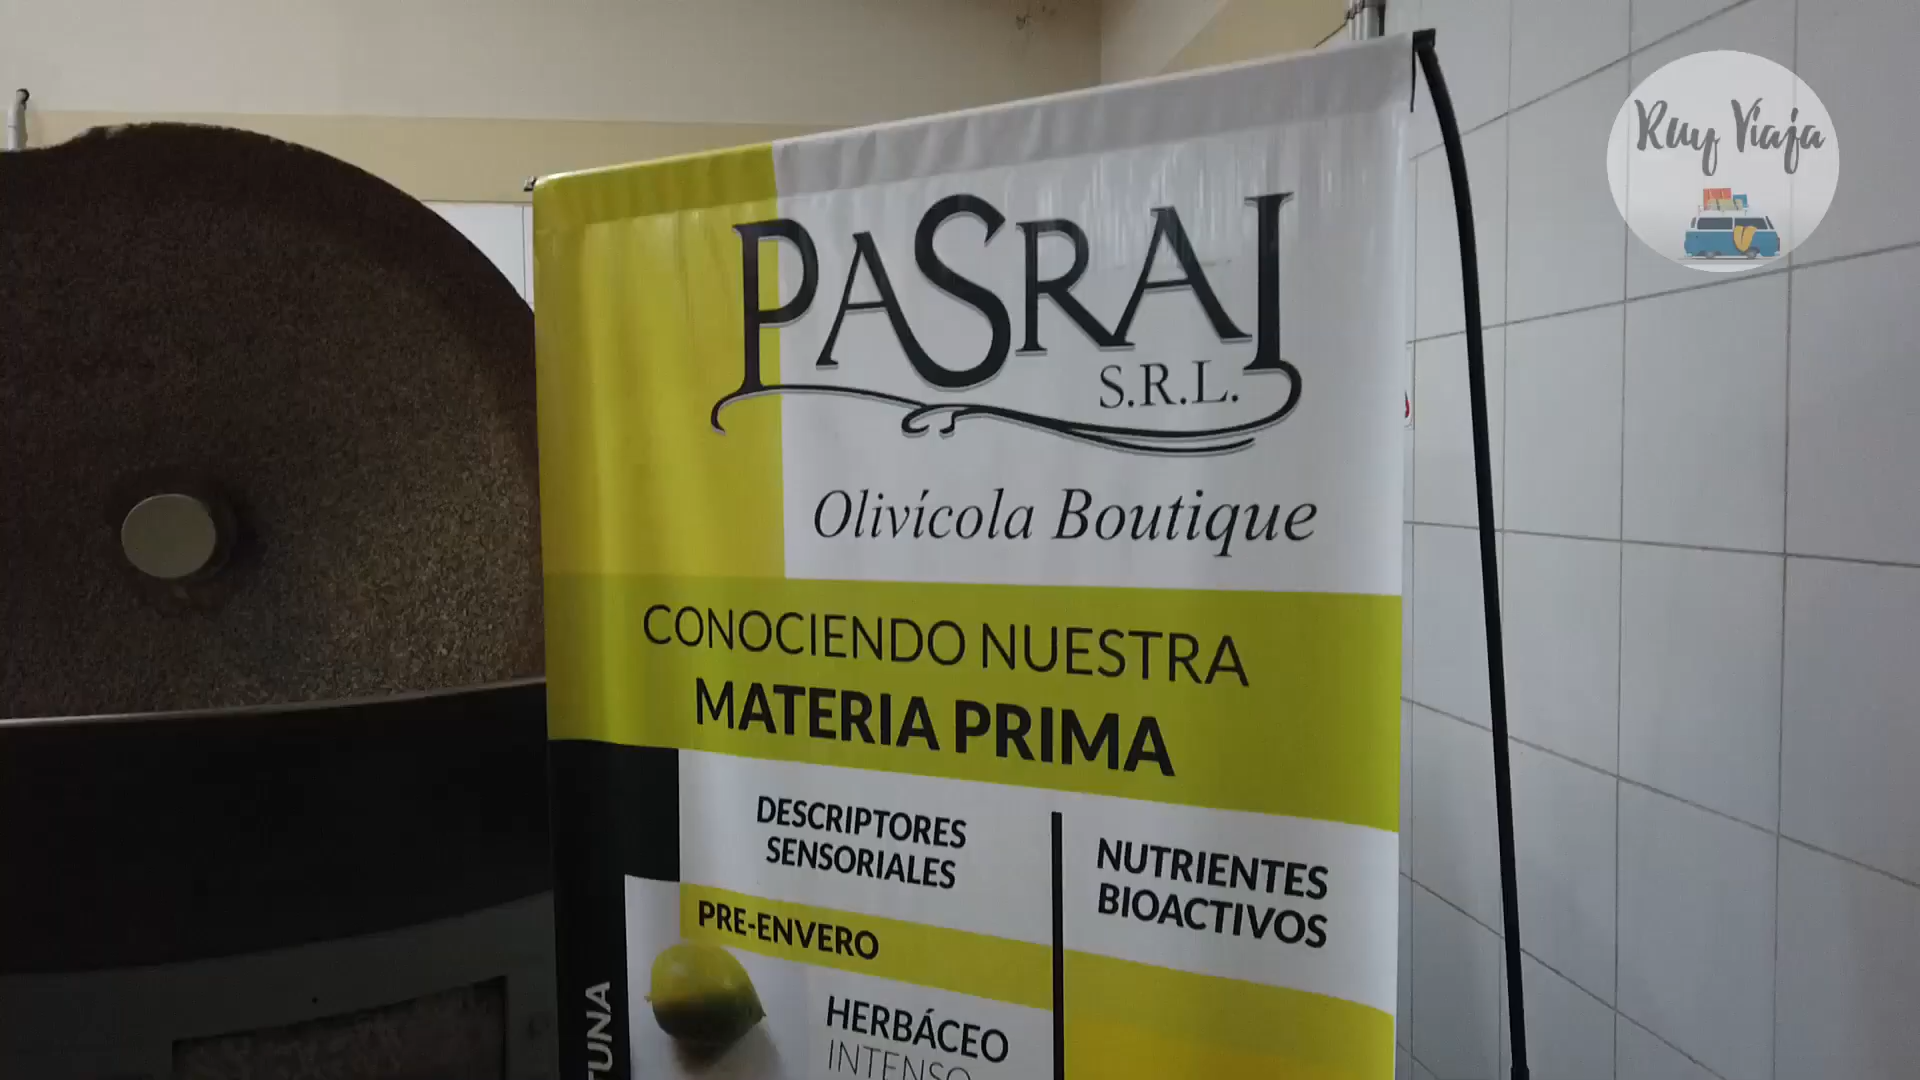 Ruy Viaja
PASRAI
S.R.L.
Olivícola Boutique
CONOCIENDO NUESTRA
MATERIA PRIMA
DESCRIPTORES
SENSORIALES
NUTRIENTES
BIOACTIVOS
PRE-ENVERO
HERBÁCEO
INTENSO